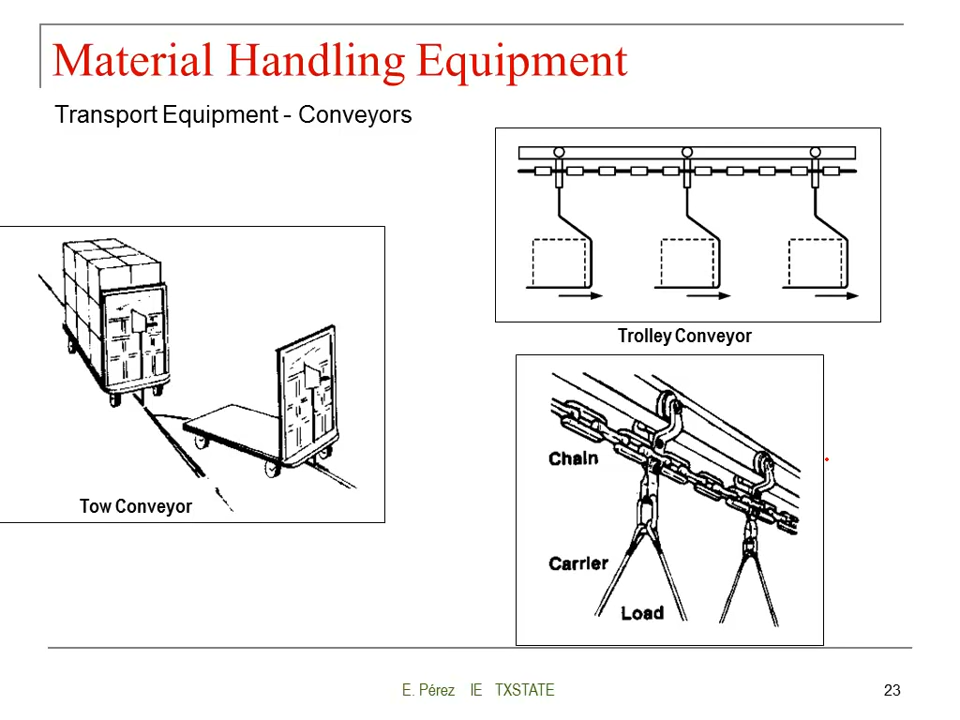 Material Handling Equipment
Transport Equipment - Conveyors
Tow Conveyor
Trolley Conveyor
Chain
Carrier
Load
E. Pérez IE TXSTATE
23